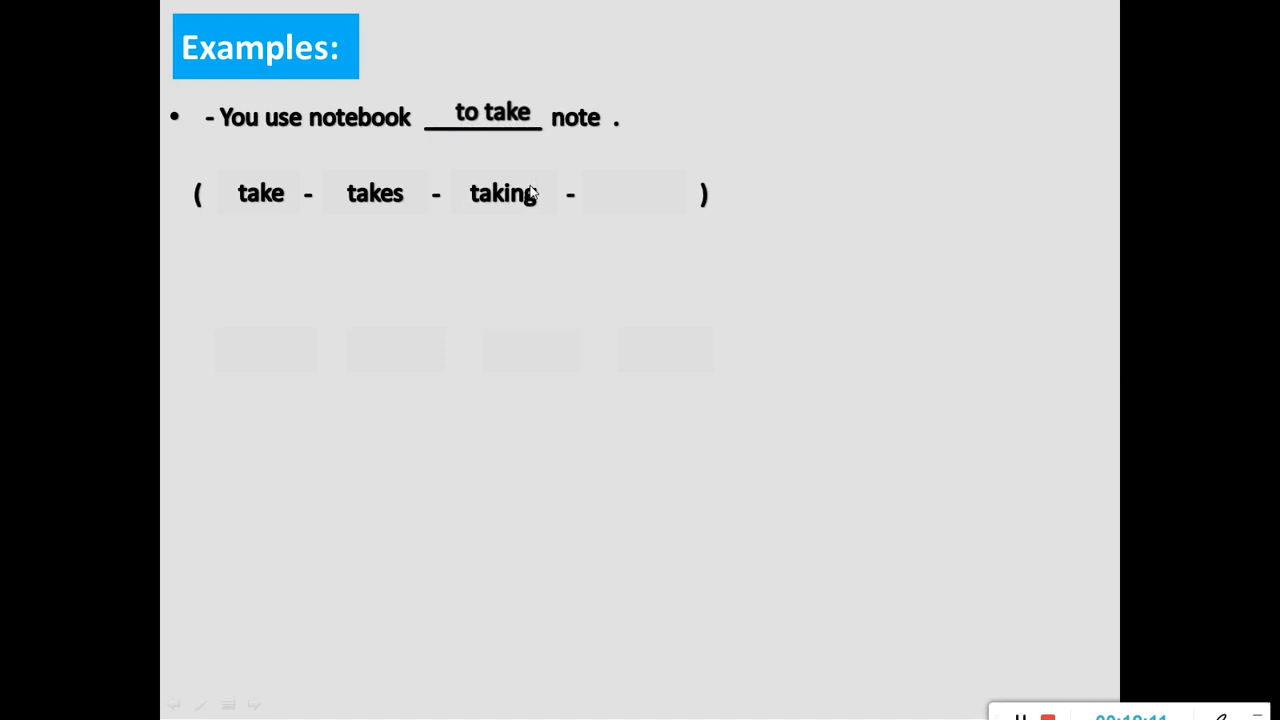 Examples:
• - You use notebook to take note .
( take - takes - taking - )